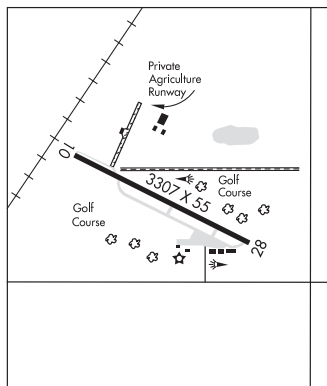 Private
Agriculture
Runway
10
3307 X 55
Golf
Course
Golf
Course
28